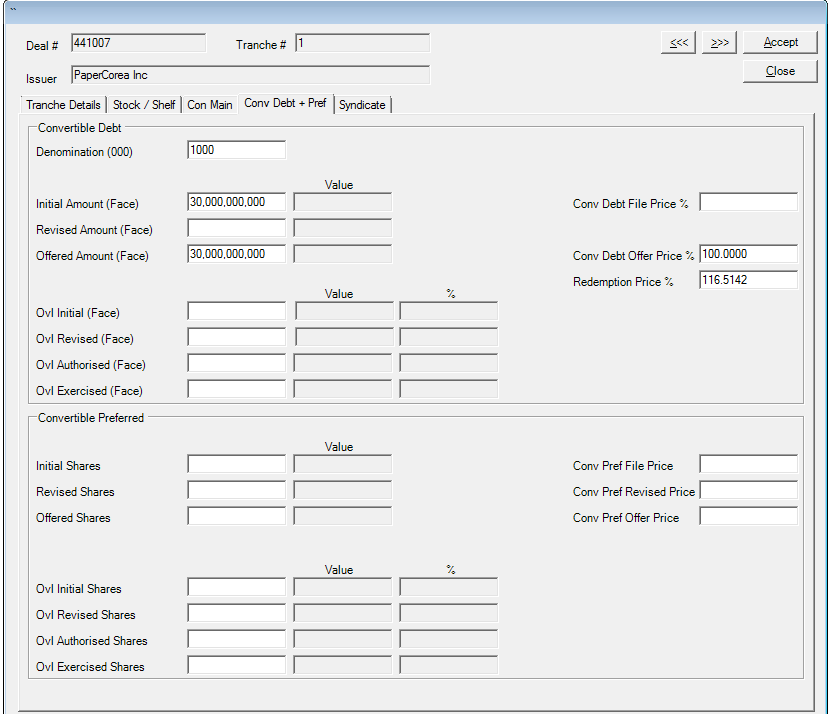 ``
Deal # 441007 Tranche # 1 <<< >>> Accept
Issuer PaperCorea Inc Close
Tranche Details Stock / Shelf Con Main Conv Debt + Pref Syndicate
Convertible Debt
Denomination (000) 1000
Value
Initial Amount (Face) 30,000,000,000 Conv Debt File Price %
Revised Amount (Face)
Offered Amount (Face) 30,000,000,000 Conv Debt Offer Price % 100.0000
Redemption Price % 116.5142
Value %
Ovl Initial (Face)
Ovl Revised (Face)
Ovl Authorised (Face)
Ovl Exercised (Face)
Convertible Preferred
Value
Initial Shares Conv Pref File Price
Revised Shares Conv Pref Revised Price
Offered Shares Conv Pref Offer Price
Value %
Ovl Initial Shares
Ovl Revised Shares
Ovl Authorised Shares
Ovl Exercised Shares